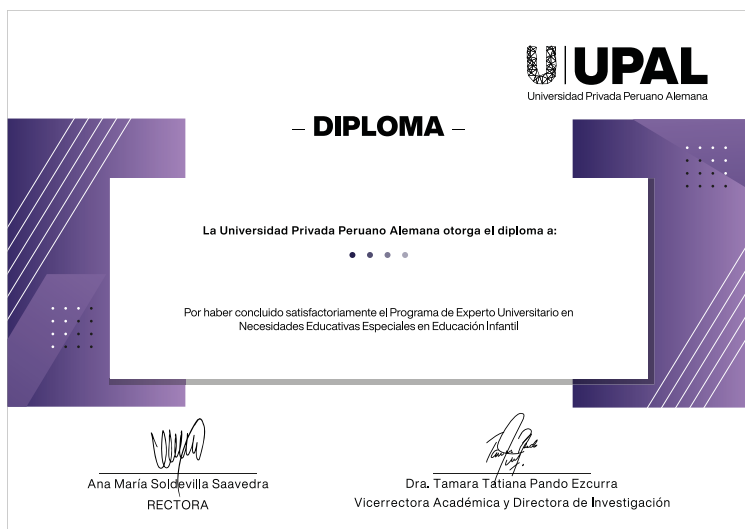 UPAL
Universidad Privada Peruano Alemana
– DIPLOMA –
La Universidad Privada Peruano Alemana otorga el diploma a:
Por haber concluido satisfactoriamente el Programa de Experto Universitario en
Necesidades Educativas Especiales en Educación Infantil
Ana María Soldevilla Saavedra
RECTORA
Dra. Tamara Tatiana Pando Ezcurra
Vicerrectora Académica y Directora de Investigación